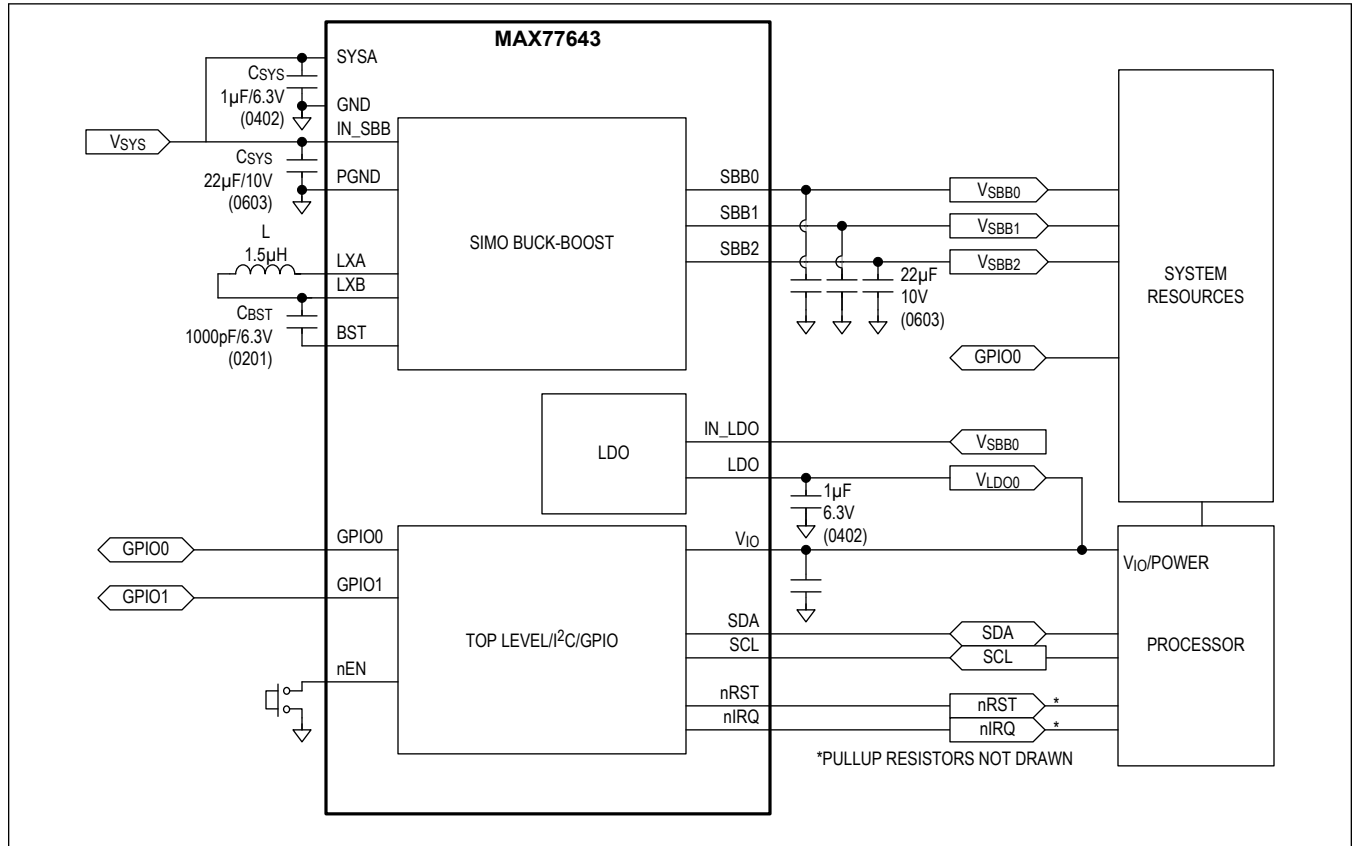 MAX77643
SYSA
CSYS
1µF/6.3V
(0402)
GND
IN_SBB
VSYS
CSYS
22µF/10V
(0603)
PGND
L
1.5µH
LXA
LXB
CBST
1000pF/6.3V
(0201)
BST
SIMO BUCK-BOOST
SBB0
SBB1
SBB2
VSBB0
VSBB1
VSBB2
22µF
10V
(0603)
GPIO0
SYSTEM
RESOURCES
LDO
IN_LDO
LDO
VSBB0
VLDO0
1µF
6.3V
(0402)
GPIO0
GPIO1
GPIO0
GPIO1
nEN
TOP LEVEL/I²C/GPIO
VIO
SDA
SCL
nRST
nIRQ
SDA
SCL
nRST *
nIRQ *
VIO/POWER
PROCESSOR
*PULLUP RESISTORS NOT DRAWN